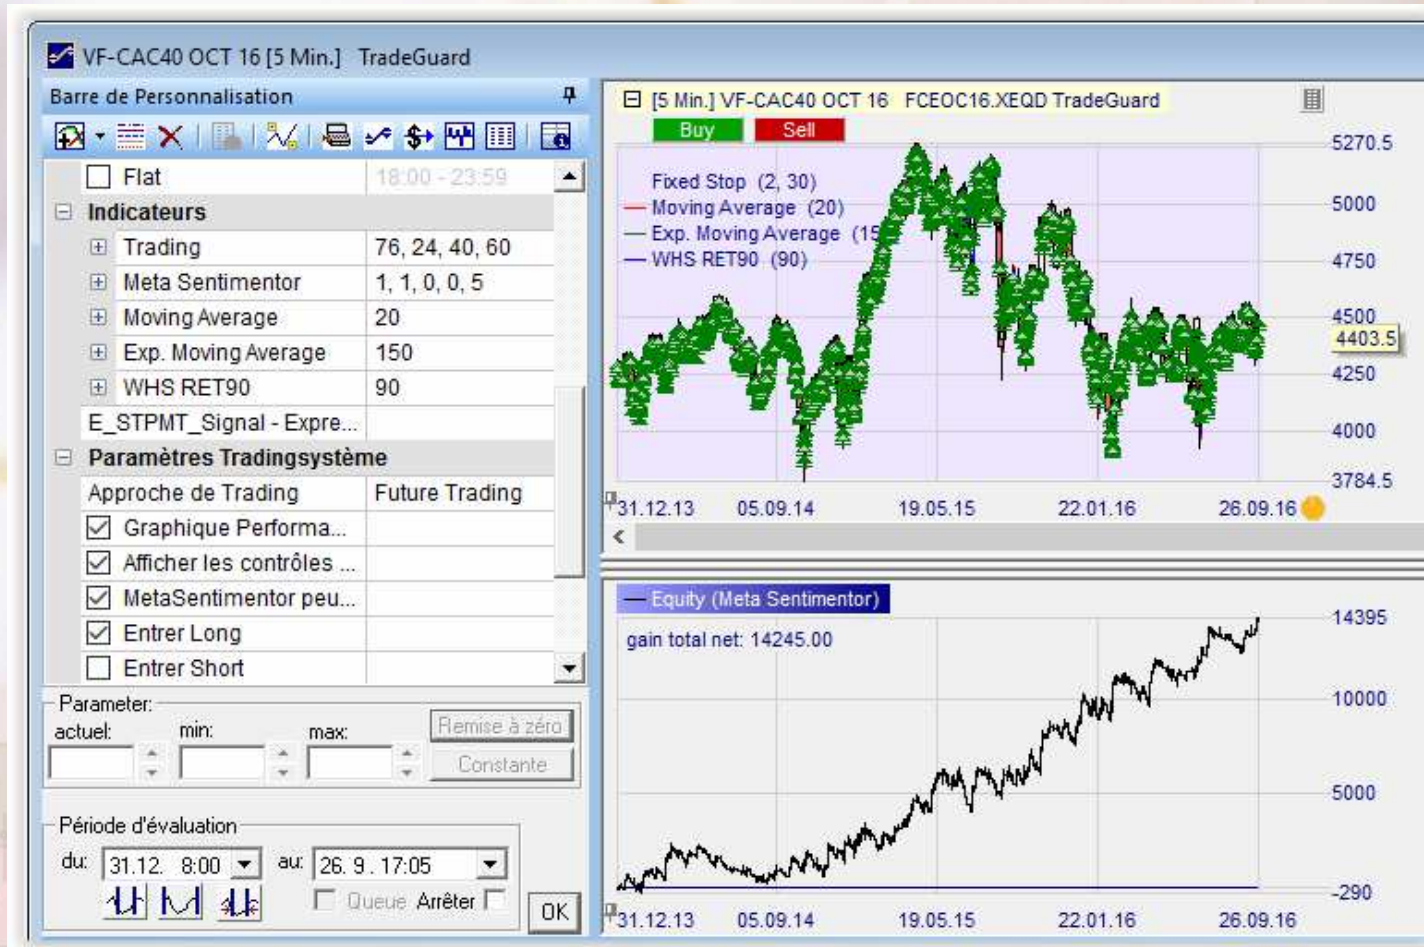 VF-CAC40 OCT 16 [5 Min.] TradeGuard
Barre de Personnalisation
Flat 18:00 - 23:59
Indicateurs
Trading 76, 24, 40, 60
Meta Sentimentor 1, 1, 0, 0, 5
Moving Average 20
Exp. Moving Average 150
WHS RET90 90
E_STPMT_Signal - Expre...
Paramètres Tradingsystème
Approche de Trading Future Trading
Graphique Performa...
Afficher les contrôles ...
MetaSentimentor peu...
Entrer Long
Entrer Short
Parameter:
actuel: min: max:
Remise à zéro
Constante
Période d'évaluation
du: 31.12. 8:00 au: 26. 9. 17:05
Queue Arrêter
OK
[5 Min.] VF-CAC40 OCT 16 FCEOC16.XEQD TradeGuard
Buy Sell
Fixed Stop (2, 30)
Moving Average (20)
Exp. Moving Average (15
WHS RET90 (90)
5270.5
5000
4750
4500
4403.5
4250
4000
3784.5
31.12.13 05.09.14 19.05.15 22.01.16 26.09.16
Equity (Meta Sentimentor)
gain total net: 14245.00
14395
10000
5000
-290
31.12.13 05.09.14 19.05.15 22.01.16 26.09.16